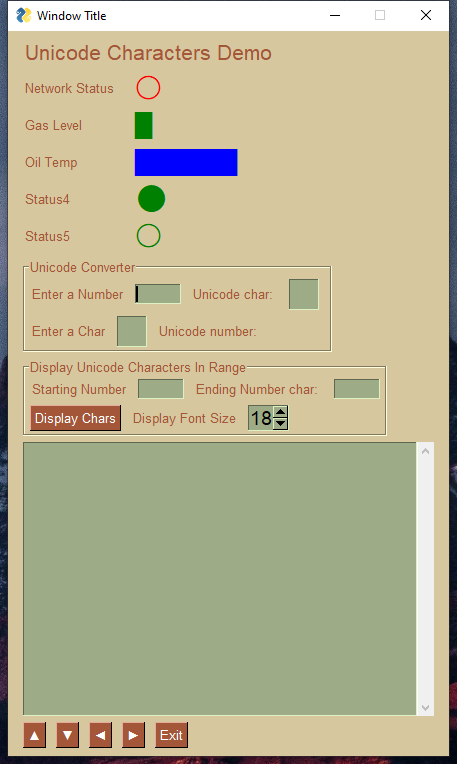 Window Title
Unicode Characters Demo
Network Status
Gas Level
Oil Temp
Status4
Status5
Unicode Converter
Enter a Number Unicode char:
Enter a Char Unicode number:
Display Unicode Characters In Range
Starting Number Ending Number char:
Display Chars Display Font Size 18
▲ ▼ ◄ ► Exit